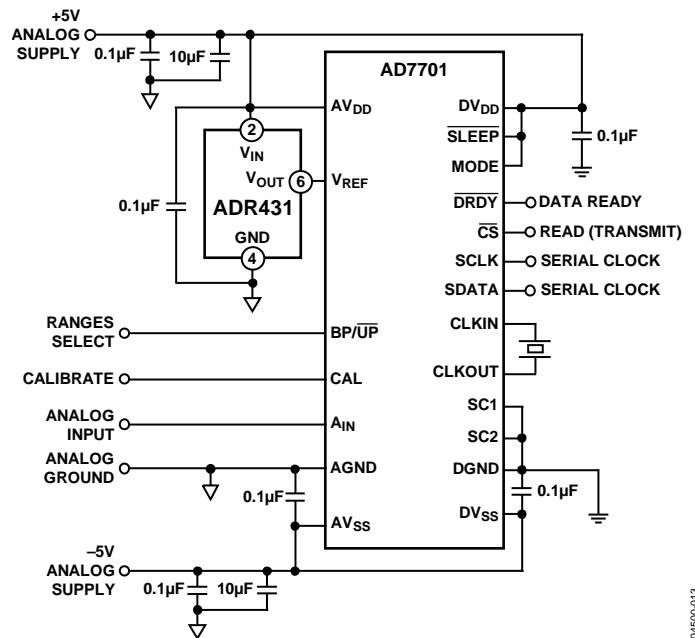 +5V
ANALOG
SUPPLY
0.1µF
10µF
AD7701
AVDD
DVDD
SLEEP
MODE
0.1µF
2
VIN
VOUT
6
VREF
ADR431
0.1µF
GND
4
DRDY
DATA READY
CS
READ (TRANSMIT)
SCLK
SERIAL CLOCK
SDATA
SERIAL CLOCK
RANGES
SELECT
BP/UP
CLKIN
CLKOUT
CALIBRATE
CAL
ANALOG
INPUT
AIN
SC1
SC2
ANALOG
GROUND
AGND
DGND
0.1µF
0.1µF
AVSS
DVSS
–5V
ANALOG
SUPPLY
0.1µF
10µF
04500-013